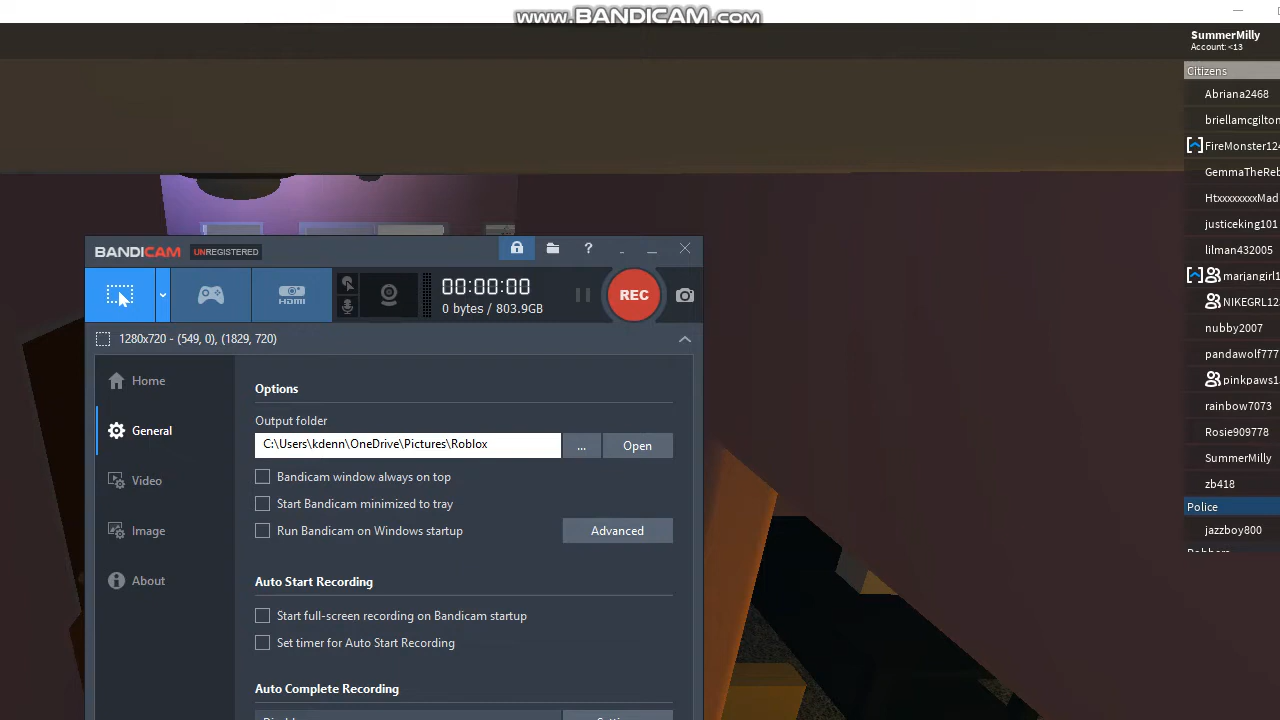 www.BANDICAM.com
SummerMilly
Account: <13
Citizens
Abriana2468
briellamcgilton
FireMonster124
GemmaTheReb
HtxxxxxxxMad
justiceking101
lilman432005
marjangirl1
NIKEGRL12
nubby2007
pandawolf777
pinkpaws1
rainbow7073
Rosie909778
SummerMilly
zb418
Police
jazzboy800
Robbers
BANDICAM UNREGISTERED
?
HDMI
00:00:00
0 bytes / 803.9GB
REC
1280x720 - (549, 0), (1829, 720)
Home
General
Video
Image
About
Options
Output folder
C:\Users\kdenn\OneDrive\Pictures\Roblox
...
Open
Bandicam window always on top
Start Bandicam minimized to tray
Run Bandicam on Windows startup
Advanced
Auto Start Recording
Start full-screen recording on Bandicam startup
Set timer for Auto Start Recording
Auto Complete Recording